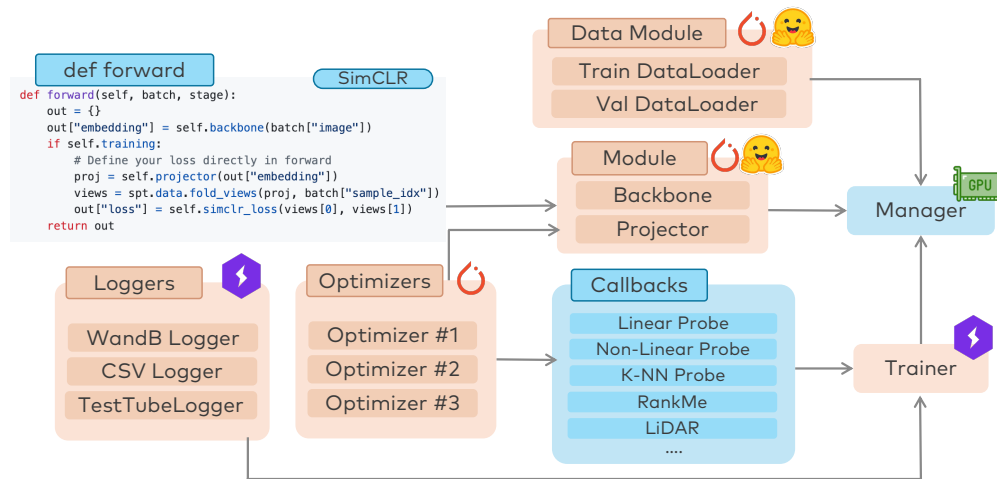 def forward
SimCLR
def forward(self, batch, stage):
    out = {}
    out["embedding"] = self.backbone(batch["image"])
    if self.training:
        # Define your loss directly in forward
        proj = self.projector(out["embedding"])
        views = spt.data.fold_views(proj, batch["sample_idx"])
        out["loss"] = self.simclr_loss(views[0], views[1])
    return out
Data Module
Train DataLoader
Val DataLoader
Module
Backbone
Projector
GPU
Manager
Loggers
WandB Logger
CSV Logger
TestTubeLogger
Optimizers
Optimizer #1
Optimizer #2
Optimizer #3
Callbacks
Linear Probe
Non-Linear Probe
K-NN Probe
RankMe
LiDAR
....
Trainer